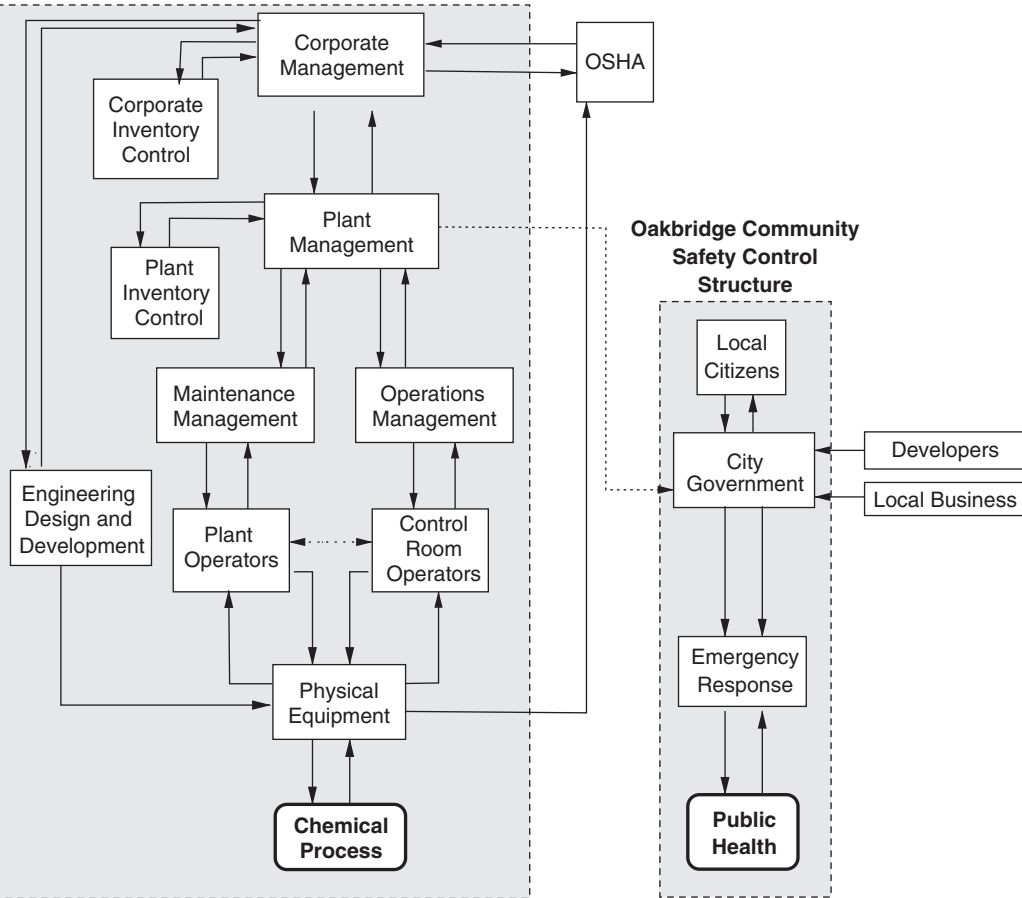 Corporate
Management
OSHA
Corporate
Inventory
Control
Plant
Management
Plant
Inventory
Control
Maintenance
Management
Operations
Management
Engineering
Design and
Development
Plant
Operators
Control
Room
Operators
Physical
Equipment
Chemical
Process
Oakbridge Community
Safety Control
Structure
Local
Citizens
City
Government
Developers
Local Business
Emergency
Response
Public
Health